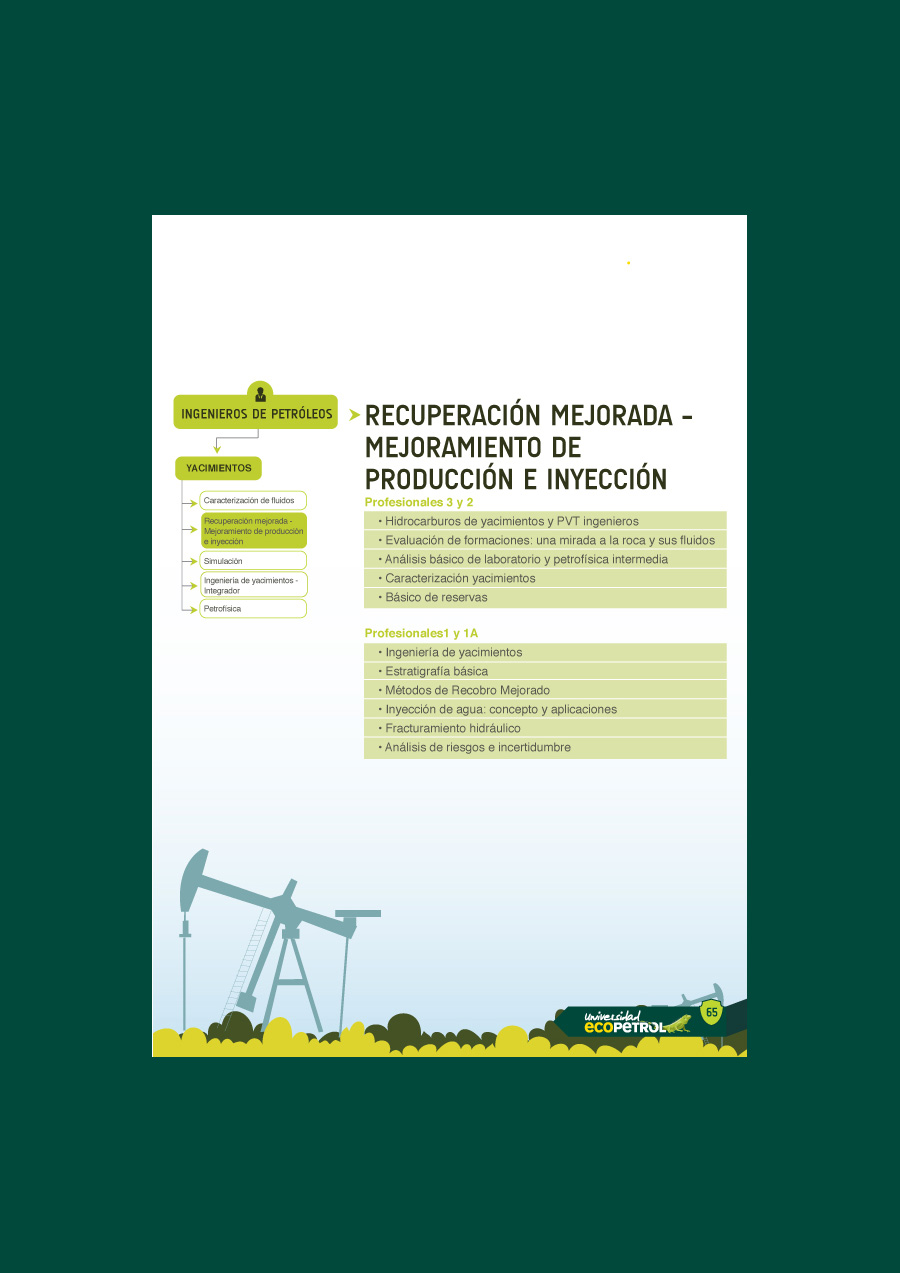 INGENIEROS DE PETRÓLEOS
YACIMIENTOS
Caracterización de fluidos
Recuperación mejorada -
Mejoramiento de producción
e inyección
Simulación
Ingeniería de yacimientos -
Integrador
Petrofísica
RECUPERACIÓN MEJORADA -
MEJORAMIENTO DE
PRODUCCIÓN E INYECCIÓN
Profesionales 3 y 2
• Hidrocarburos de yacimientos y PVT ingenieros
• Evaluación de formaciones: una mirada a la roca y sus fluidos
• Análisis básico de laboratorio y petrofísica intermedia
• Caracterización yacimientos
• Básico de reservas
Profesionales1 y 1A
• Ingeniería de yacimientos
• Estratigrafía básica
• Métodos de Recobro Mejorado
• Inyección de agua: concepto y aplicaciones
• Fracturamiento hidráulico
• Análisis de riesgos e incertidumbre
universidad
ECOPETROL
65